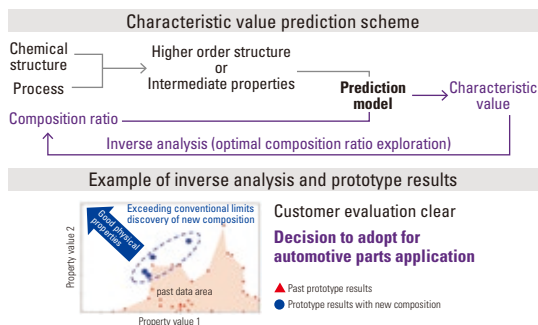 Characteristic value prediction scheme
Chemical
structure
Process
Higher order structure
or
Intermediate properties
Prediction
model
Characteristic
value
Composition ratio
Inverse analysis (optimal composition ratio exploration)
Example of inverse analysis and prototype results
Property value 2
Good physical
properties
Exceeding conventional limits
discovery of new composition
past data area
Property value 1
Customer evaluation clear
Decision to adopt for
automotive parts application
Past prototype results
Prototype results with new composition